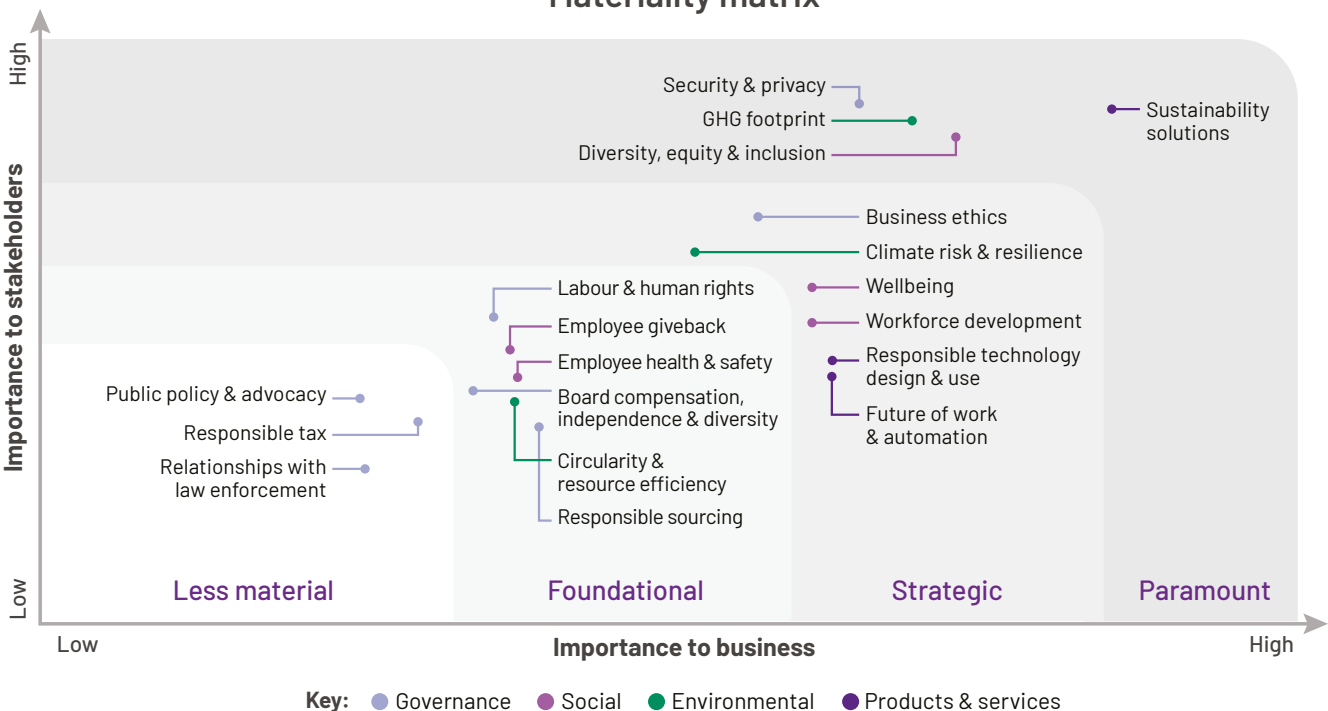 Materiality matrix
High
Importance to stakeholders
Low
Security & privacy
GHG footprint
Diversity, equity & inclusion
Sustainability
solutions
Business ethics
Climate risk & resilience
Wellbeing
Workforce development
Responsible technology
design & use
Future of work
& automation
Labour & human rights
Employee giveback
Employee health & safety
Board compensation,
independence & diversity
Circularity &
resource efficiency
Responsible sourcing
Public policy & advocacy
Responsible tax
Relationships with
law enforcement
Less material
Foundational
Strategic
Paramount
Low
Importance to business
High
Key:
Governance
Social
Environmental
Products & services